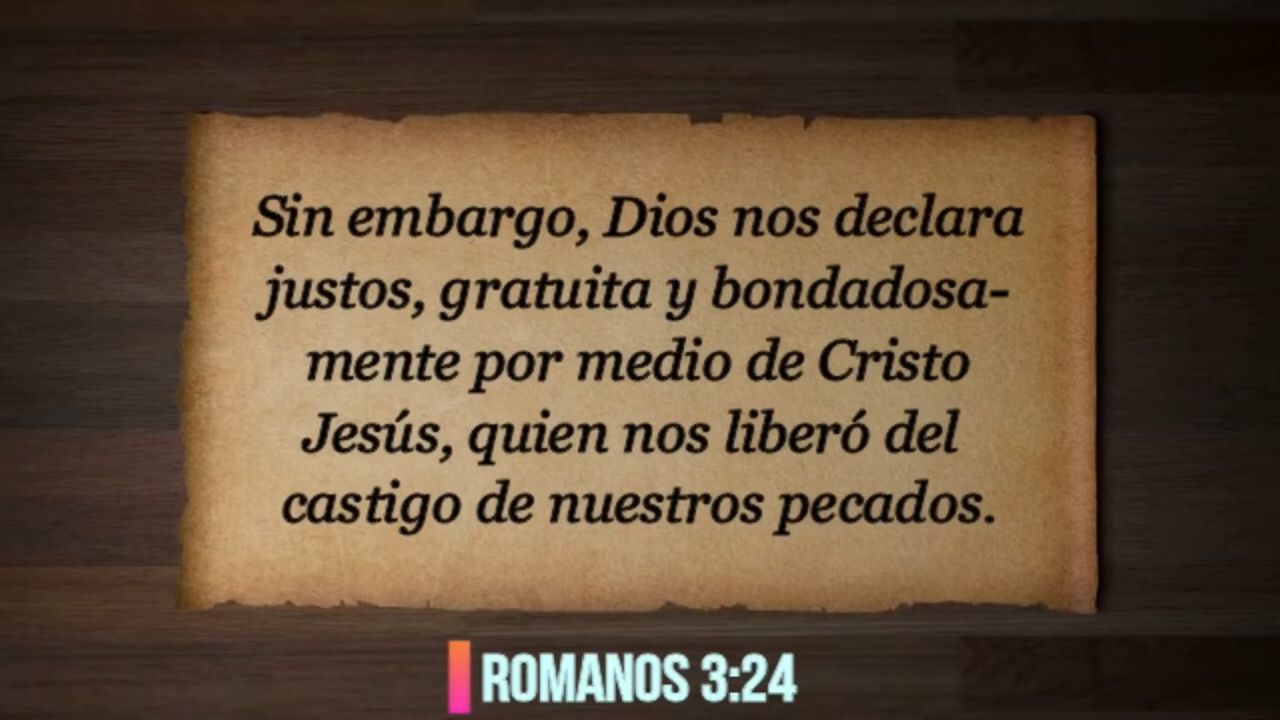 Sin embargo, Dios nos declara
justos, gratuita y bondadosa-
mente por medio de Cristo
Jesús, quien nos liberó del
castigo de nuestros pecados.
ROMANOS 3:24